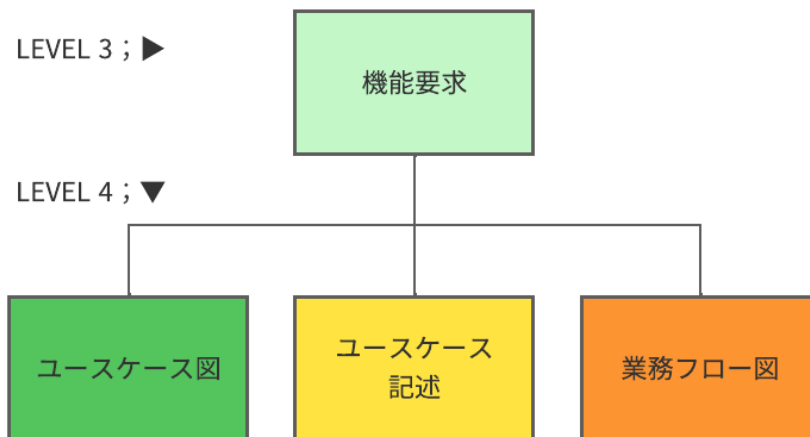 LEVEL 3 ; ▶
機能要求
LEVEL 4 ; ▼
ユースケース図
ユースケース
記述
業務フロー図